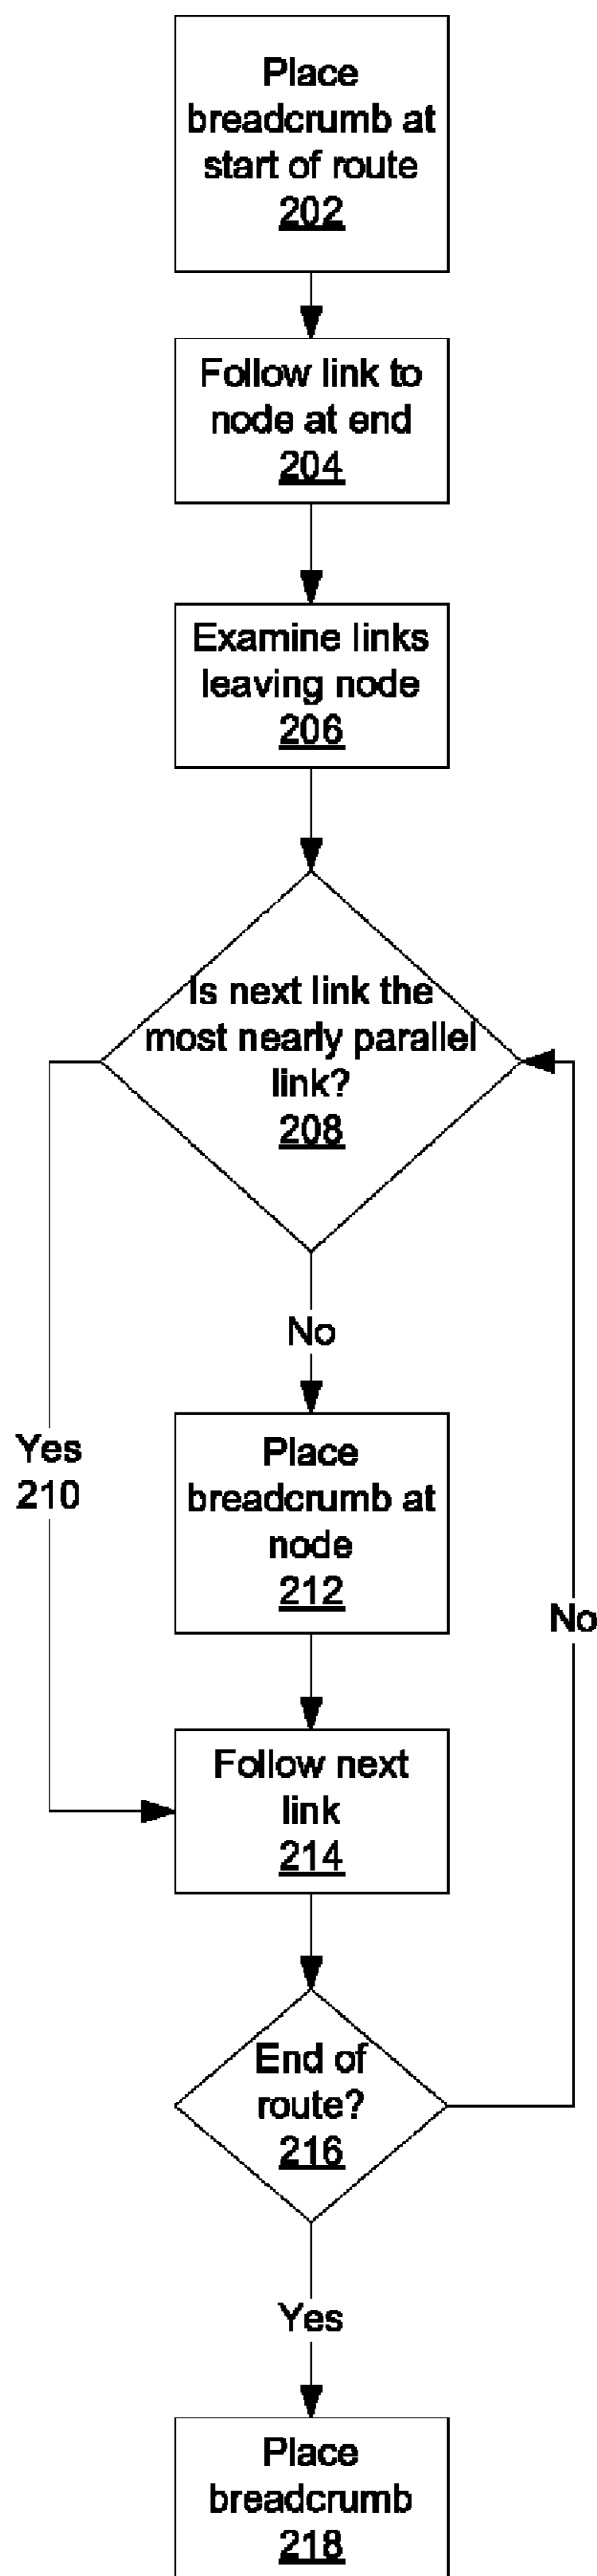 Place
breadcrumb at
start of route
202
Follow link to
node at end
204
Examine links
leaving node
206
Is next link the
most nearly parallel
link?
208
No
Yes
210
Place
breadcrumb at
node
212
No
Follow next
link
214
End of
route?
216
Yes
Place
breadcrumb
218